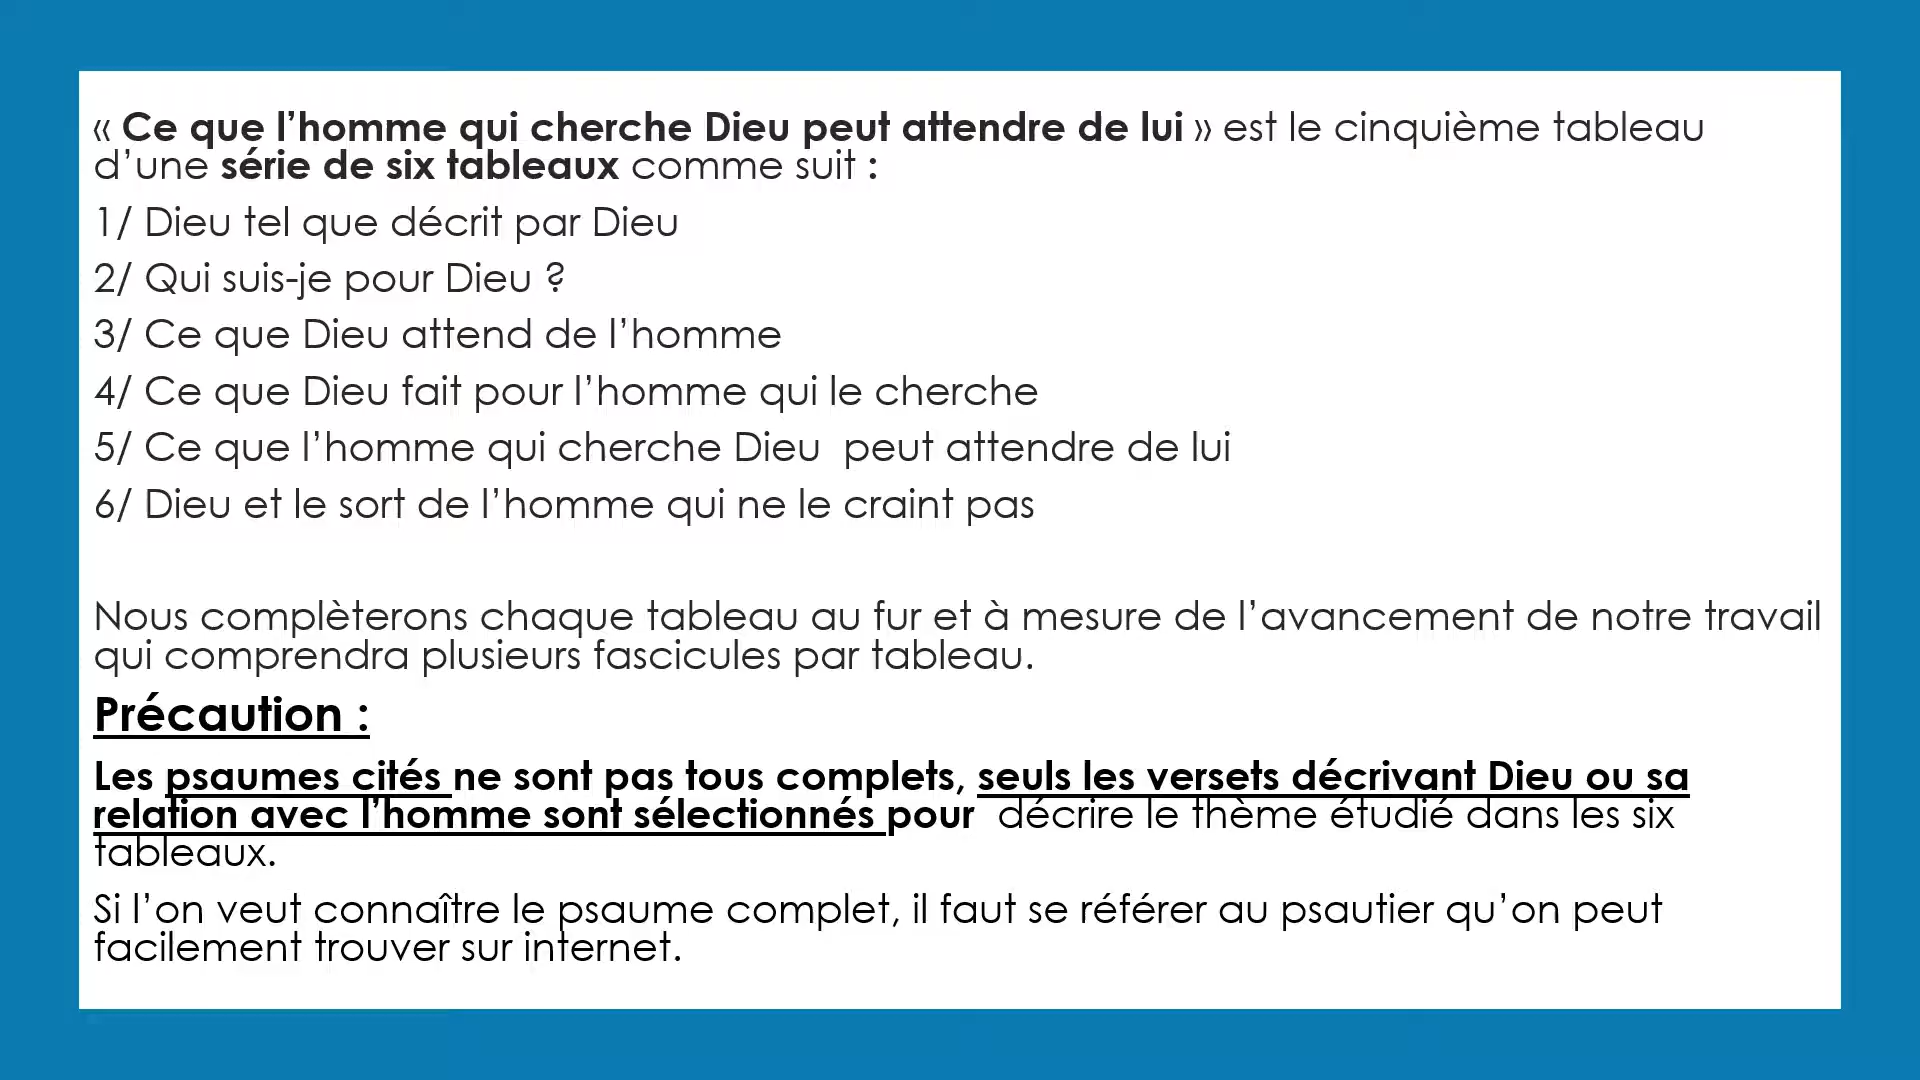 « Ce que l’homme qui cherche Dieu peut attendre de lui » est le cinquième tableau
d’une série de six tableaux comme suit :
1/ Dieu tel que décrit par Dieu
2/ Qui suis-je pour Dieu ?
3/ Ce que Dieu attend de l’homme
4/ Ce que Dieu fait pour l’homme qui le cherche
5/ Ce que l’homme qui cherche Dieu  peut attendre de lui
6/ Dieu et le sort de l’homme qui ne le craint pas
Nous complèterons chaque tableau au fur et à mesure de l’avancement de notre travail
qui comprendra plusieurs fascicules par tableau.
Précaution :
Les psaumes cités ne sont pas tous complets, seuls les versets décrivant Dieu ou sa
relation avec l’homme sont sélectionnés pour  décrire le thème étudié dans les six
tableaux.
Si l’on veut connaître le psaume complet, il faut se référer au psautier qu’on peut
facilement trouver sur internet.